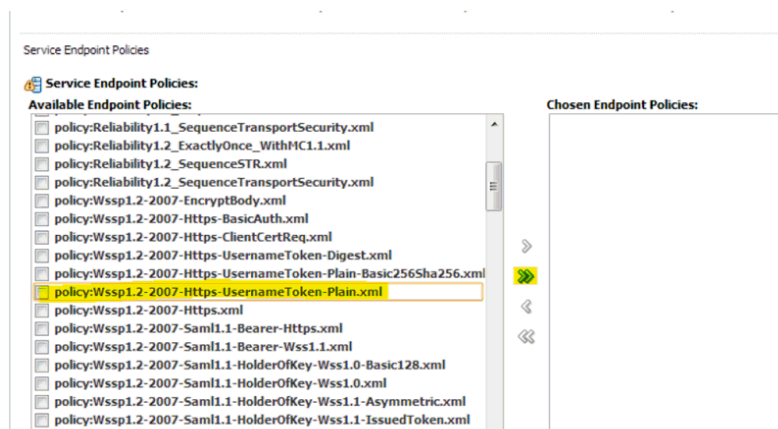 Service Endpoint Policies
Service Endpoint Policies:
Available Endpoint Policies:
Chosen Endpoint Policies:
policy:Reliability1.1_SequenceTransportSecurity.xml
policy:Reliability1.2_ExactlyOnce_WithMC1.1.xml
policy:Reliability1.2_SequenceSTR.xml
policy:Reliability1.2_SequenceTransportSecurity.xml
policy:Wssp1.2-2007-EncryptBody.xml
policy:Wssp1.2-2007-Https-BasicAuth.xml
policy:Wssp1.2-2007-Https-ClientCertReq.xml
policy:Wssp1.2-2007-Https-UsernameToken-Digest.xml
policy:Wssp1.2-2007-Https-UsernameToken-Plain-Basic256Sha256.xml
policy:Wssp1.2-2007-Https-UsernameToken-Plain.xml
policy:Wssp1.2-2007-Https.xml
policy:Wssp1.2-2007-Saml1.1-Bearer-Https.xml
policy:Wssp1.2-2007-Saml1.1-Bearer-Wss1.1.xml
policy:Wssp1.2-2007-Saml1.1-HolderOfKey-Wss1.0-Basic128.xml
policy:Wssp1.2-2007-Saml1.1-HolderOfKey-Wss1.0.xml
policy:Wssp1.2-2007-Saml1.1-HolderOfKey-Wss1.1-Asymmetric.xml
policy:Wssp1.2-2007-Saml1.1-HolderOfKey-Wss1.1-IssuedToken.xml